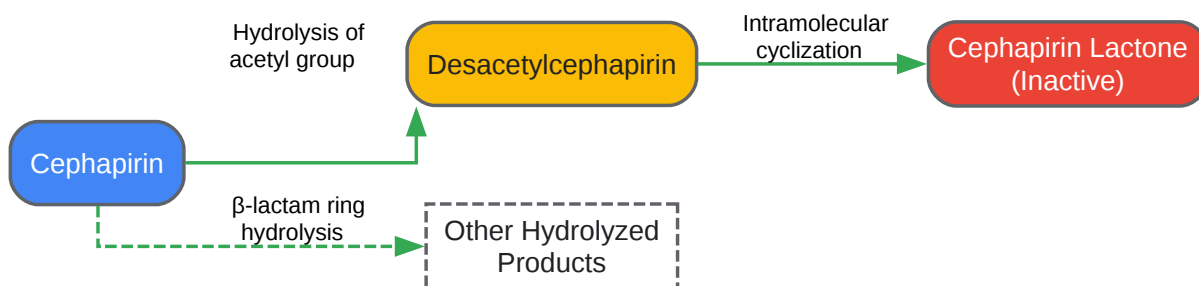 Hydrolysis of
acetyl group
Desacetylcephapirin
Intramolecular
cyclization
Cephapirin Lactone
(Inactive)
Cephapirin
β-lactam ring
hydrolysis
Other Hydrolyzed
Products